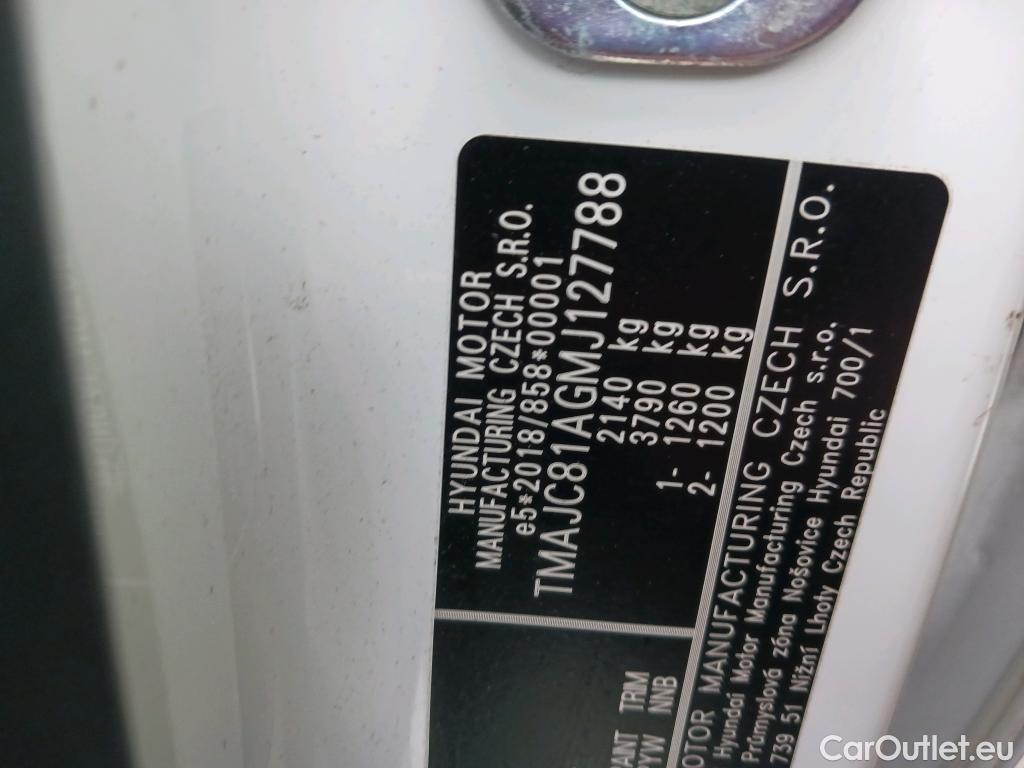 HYUNDAI MOTOR
MANUFACTURING CZECH S.R.O.
e5*2018/858*00001
TMAJC81AGMJ127788
2140 kg
3790 kg
1- 1260 kg
2- 1200 kg
TRIM
NNB
MOTOR MANUFACTURING CZECH S.R.O.
Hyundai Motor Manufacturing Czech s.r.o.
Průmyslová zóna Nošovice Hyundai 700/1
739 51 Nižní Lhoty Czech Republic
CarOutlet.eu